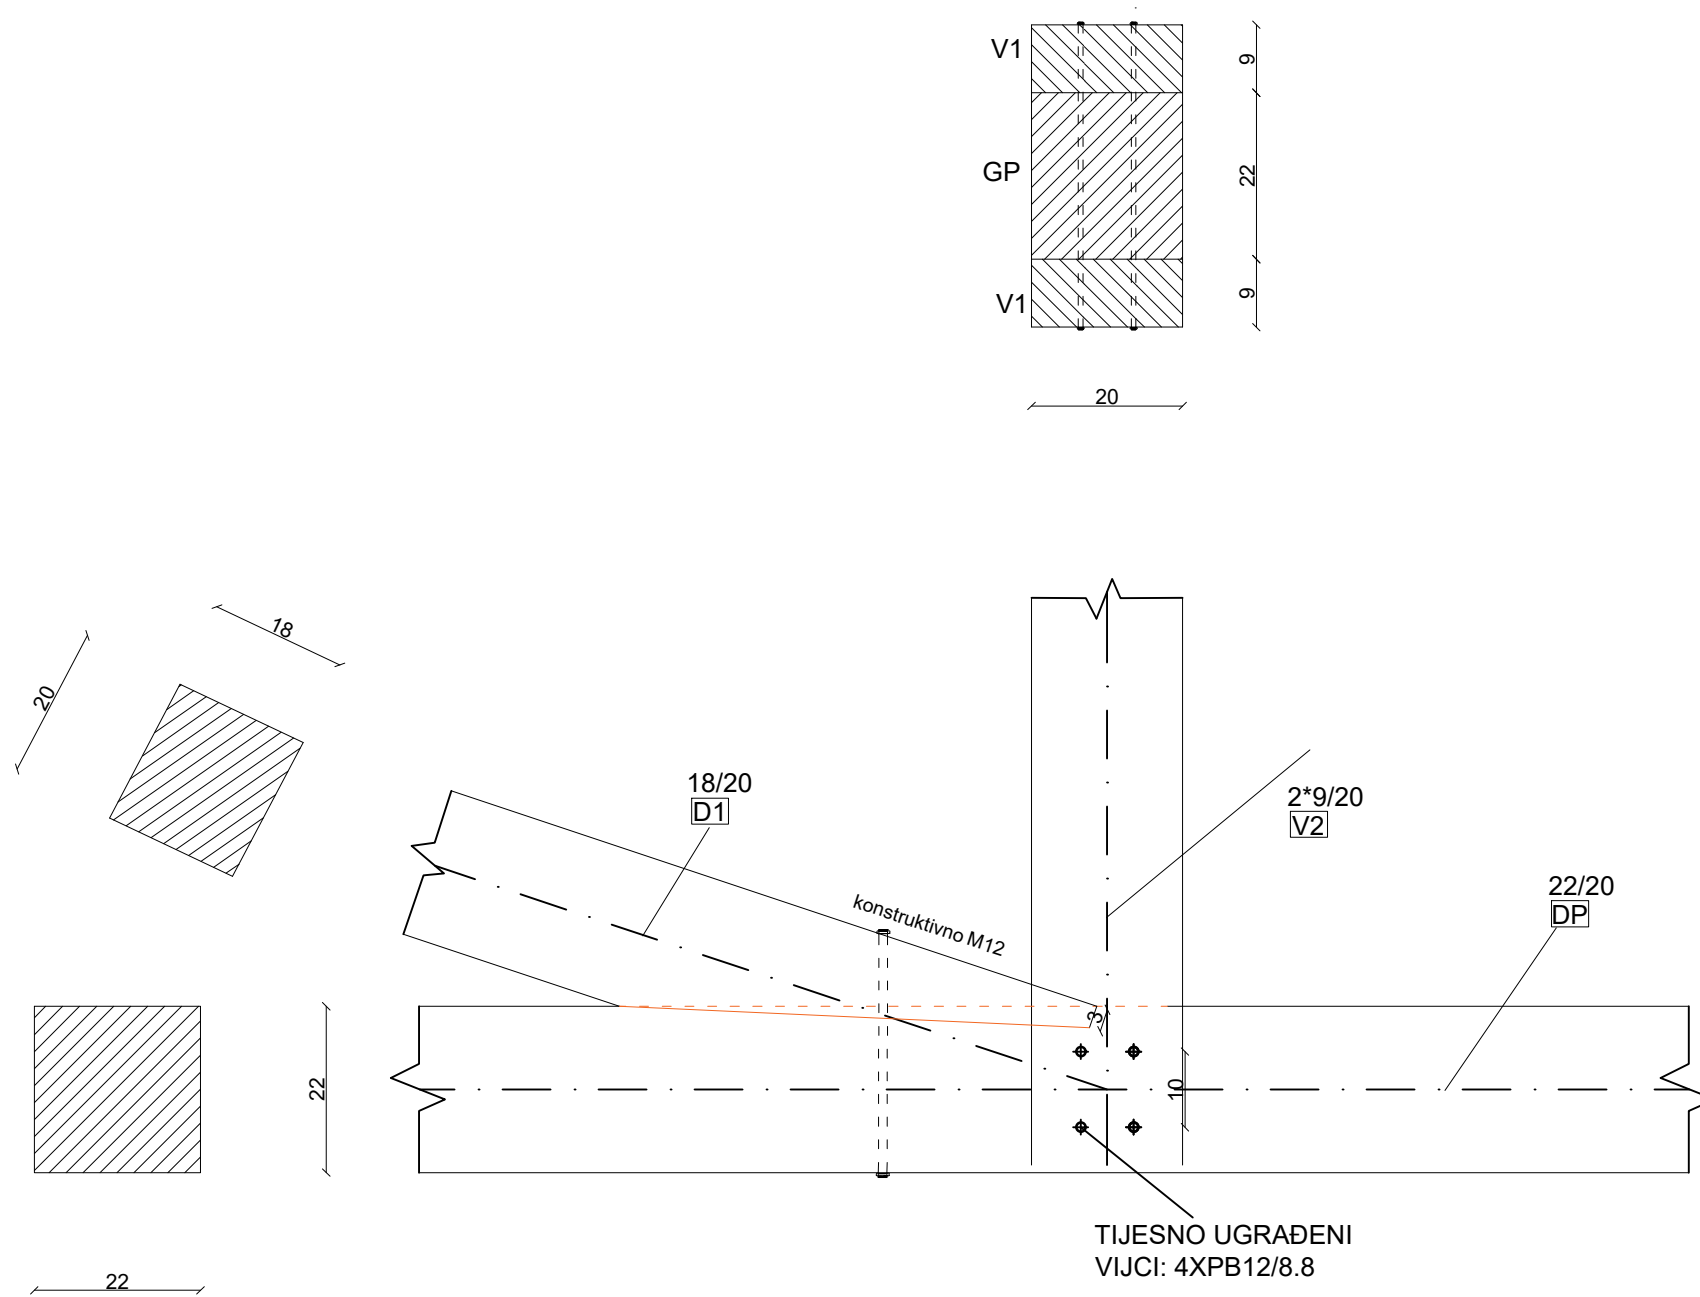 V1
9
GP
22
V1
9
20
18
20
18/20
D1
2*9/20
V2
konstruktivno M12
22/20
DP
3
22
10
TIJESNO UGRAĐENI
VIJCI: 4XPB12/8.8
22